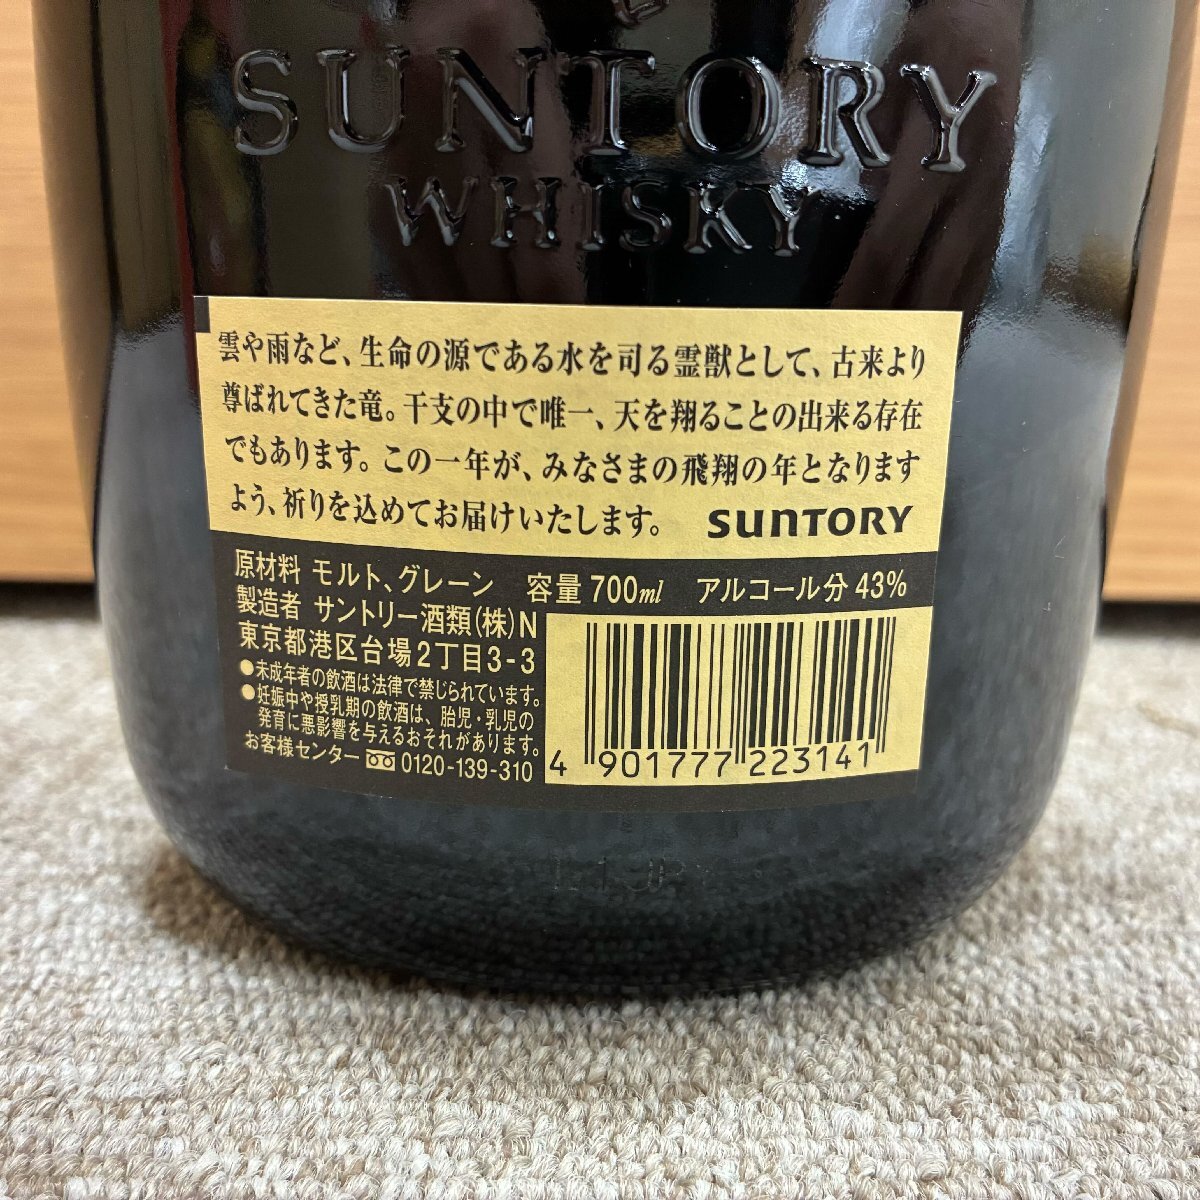 SUNTORY
WHISKY
雲や雨など、生命の源である水を司る霊獣として、古来より
尊ばれてきた竜。干支の中で唯一、天を翔ることの出来る存在
でもあります。この一年が、みなさまの飛翔の年となります
よう、祈りを込めてお届けいたします。 SUNTORY
原材料 モルト、グレーン 容量 700ml アルコール分 43%
製造者 サントリー酒類(株)N
東京都港区台場2丁目3-3
●未成年者の飲酒は法律で禁じられています。
●妊娠中や授乳期の飲酒は、胎児・乳児の
発育に悪影響を与えるおそれがあります。
お客様センター 0120-139-310
4 901777 223141